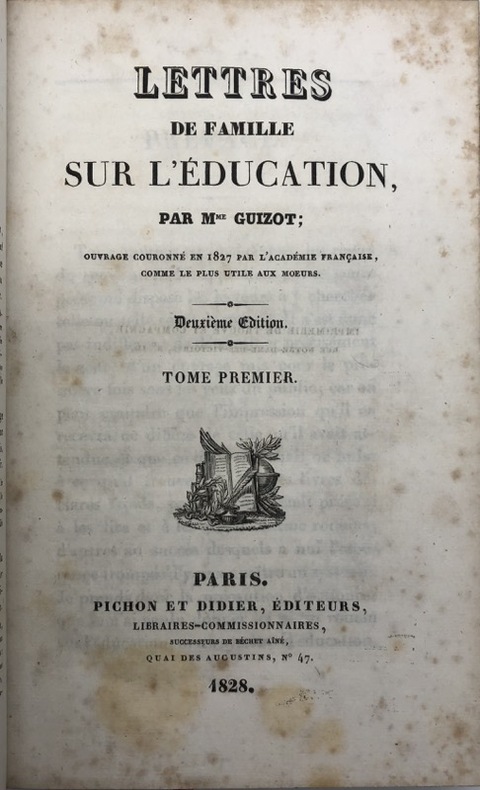 LETTRES
DE FAMILLE
SUR L'ÉDUCATION,
PAR Mᴹᴱ GUIZOT;
OUVRAGE COURONNÉ EN 1827 PAR L'ACADÉMIE FRANÇAISE,
COMME LE PLUS UTILE AUX MOEURS.
Deuxième Edition.
TOME PREMIER.
PARIS.
PICHON ET DIDIER, ÉDITEURS,
LIBRAIRES-COMMISSIONNAIRES,
SUCCESSEURS DE BÉCHET AÎNÉ,
QUAI DES AUGUSTINS, N° 47.
1828.